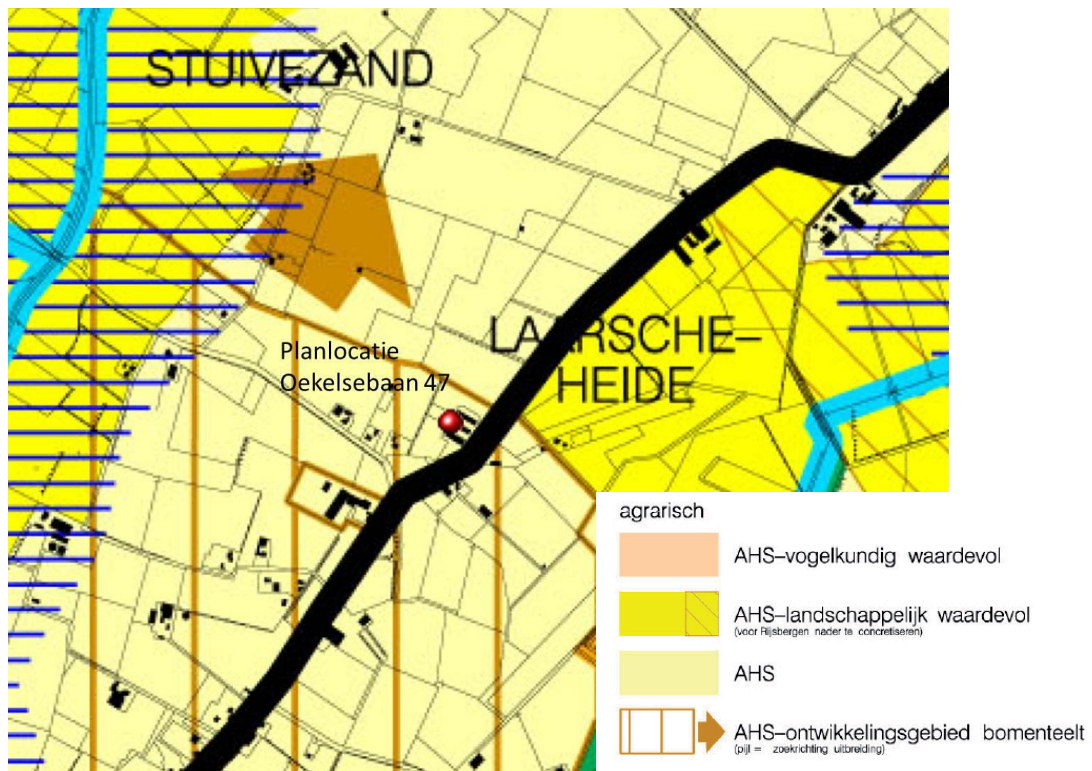 STUIVEZAND
Planlocatie
Oekelsebaan 47
LAARSCHE–
HEIDE
agrarisch
AHS–vogelkundig waardevol
AHS–landschappelijk waardevol
(voor Rijsbergen nader te concretiseren)
AHS
AHS–ontwikkelingsgebied bomenteelt
(pijl = zoekrichting uitbreiding)